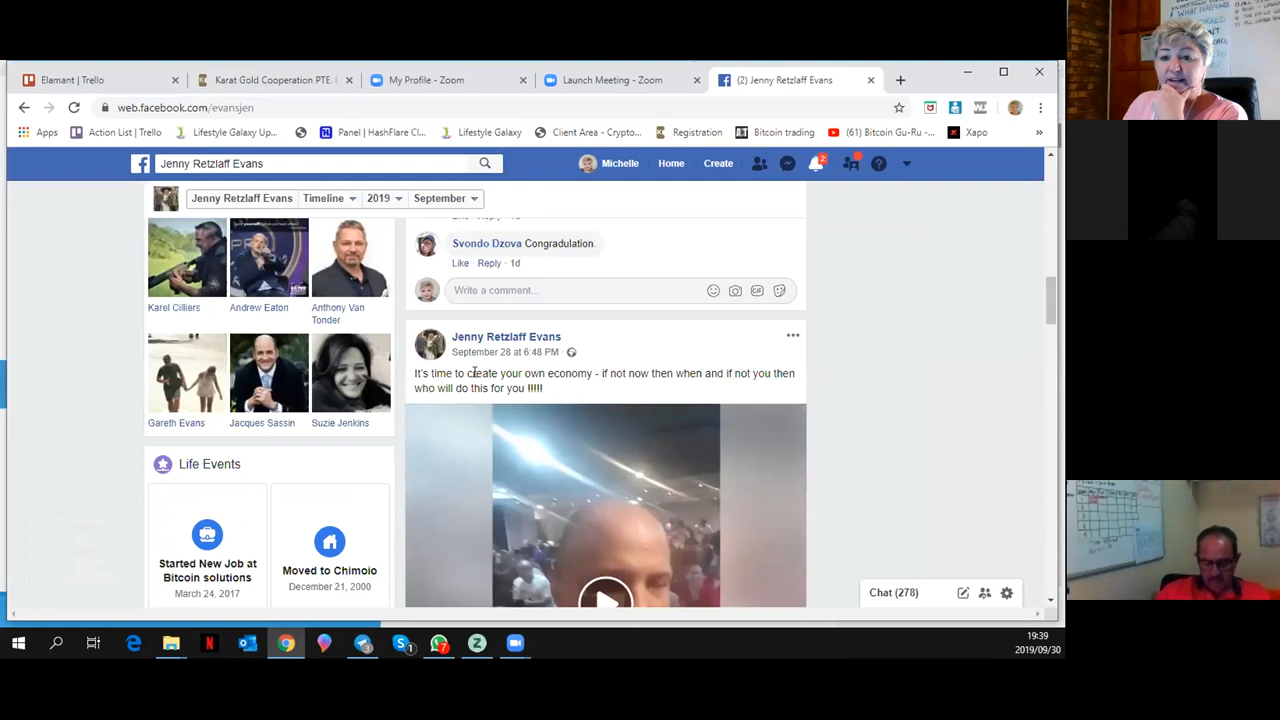 Elamant | Trello
Karat Gold Cooperation PTE.
My Profile - Zoom
Launch Meeting - Zoom
(2) Jenny Retzlaff Evans
web.facebook.com/evansjen
Apps
Action List | Trello
Lifestyle Galaxy Up...
Panel | HashFlare Cl...
Lifestyle Galaxy
Client Area - Crypto...
Registration
Bitcoin trading
(61) Bitcoin Gu-Ru -...
Xapo
»
Jenny Retzlaff Evans
Michelle
Home
Create
2
Jenny Retzlaff Evans
Timeline
2019
September
Karel Cilliers
Andrew Eaton
Anthony Van
Tonder
Gareth Evans
Jacques Sassin
Suzie Jenkins
Life Events
Started New Job at
Bitcoin solutions
March 24, 2017
Moved to Chimoio
December 21, 2000
Svondo Dzova Congradulation.
Like · Reply · 1d
Write a comment...
GIF
Jenny Retzlaff Evans
September 28 at 6:48 PM ·
It's time to create your own economy - if not now then when and if not you then
who will do this for you !!!!!
Chat (278)
19:39
2019/09/30
WHAT HAPPEN